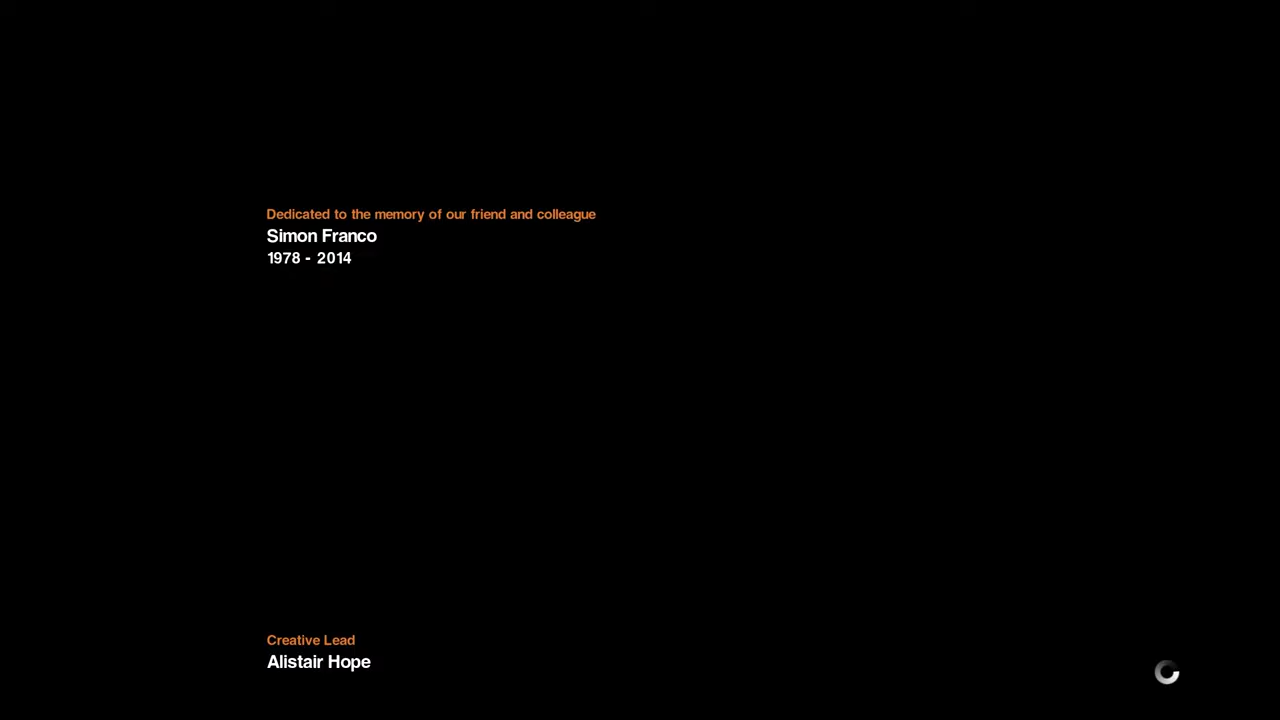 Dedicated to the memory of our friend and colleague
Simon Franco
1978 - 2014
Creative Lead
Alistair Hope